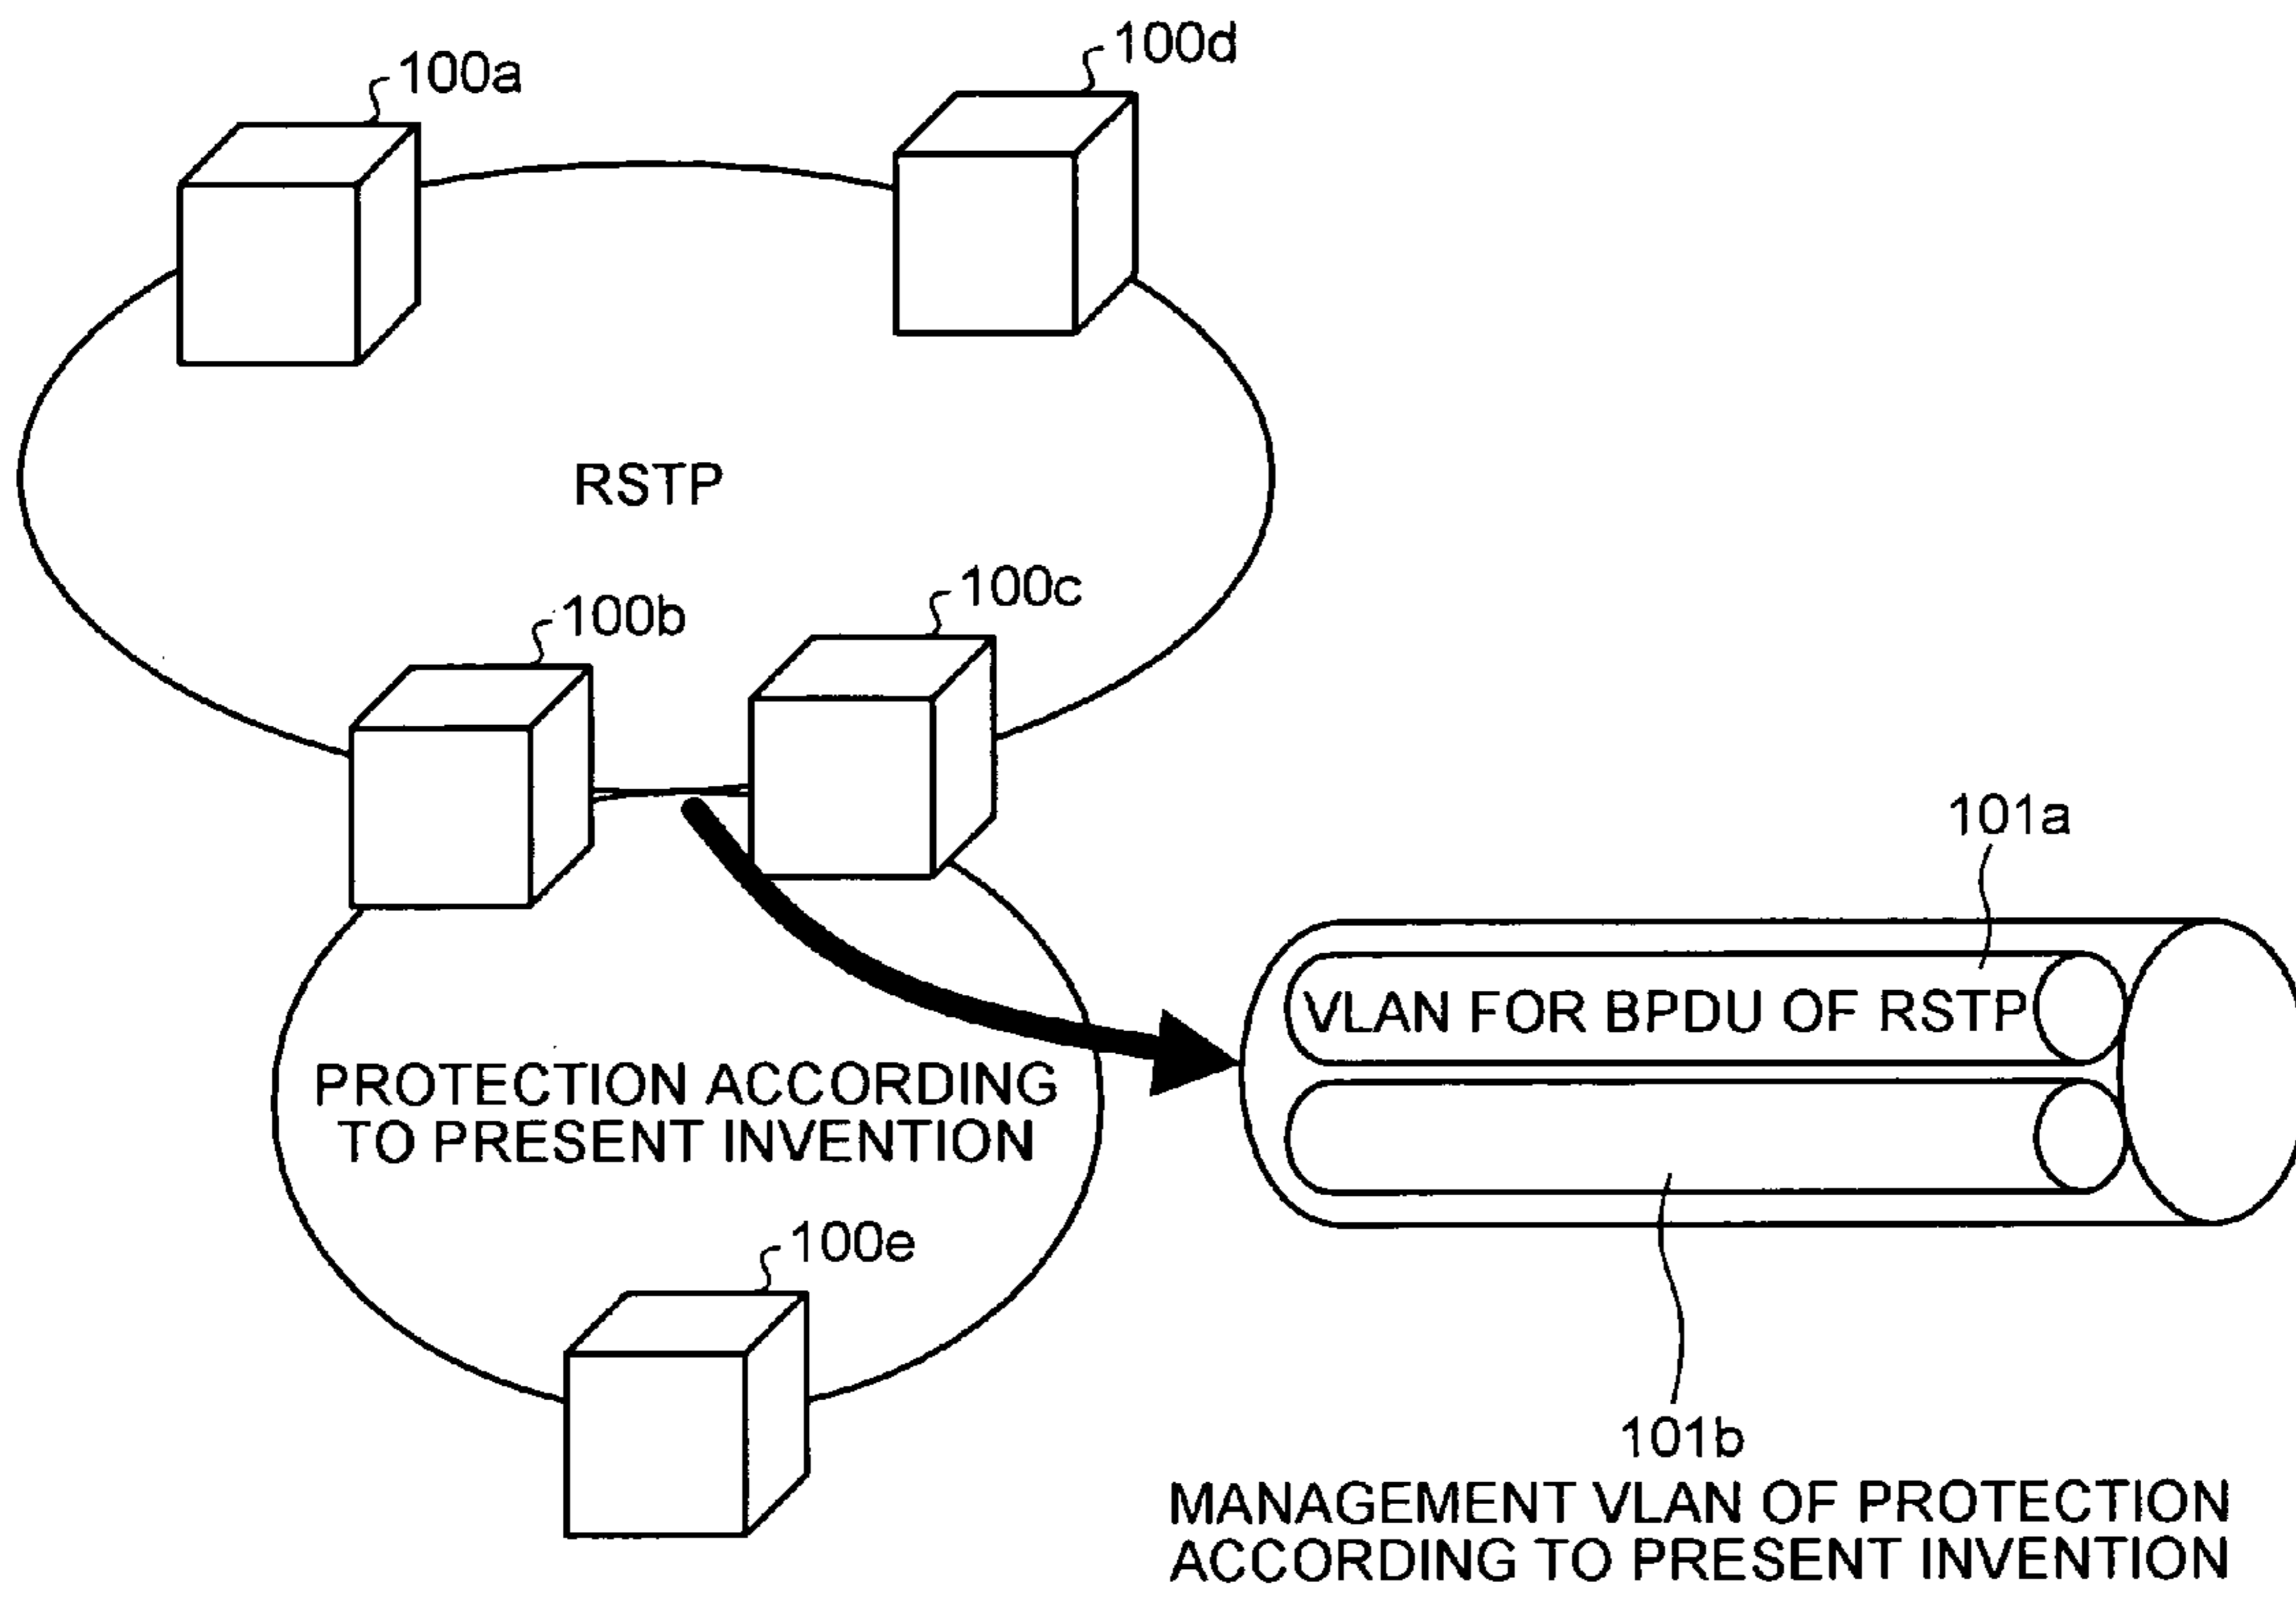 100a
100d
RSTP
100b
100c
101a
VLAN FOR BPDU OF RSTP
PROTECTION ACCORDING
TO PRESENT INVENTION
100e
101b
MANAGEMENT VLAN OF PROTECTION
ACCORDING TO PRESENT INVENTION